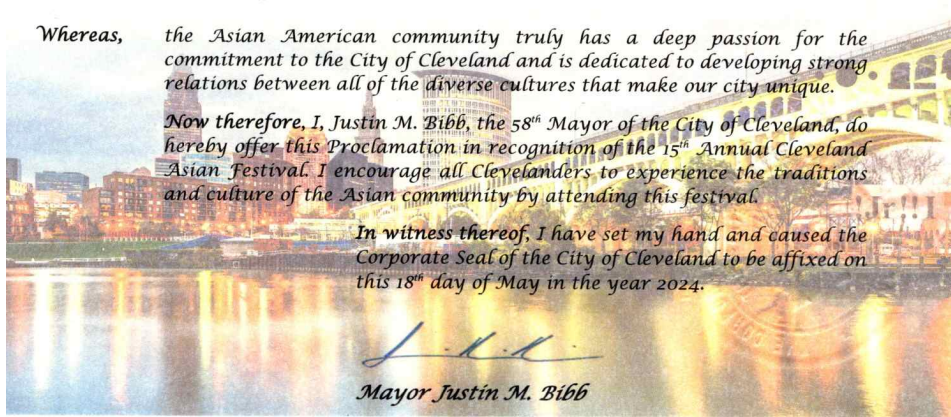 Whereas, the Asian American community truly has a deep passion for the
commitment to the City of Cleveland and is dedicated to developing strong
relations between all of the diverse cultures that make our city unique.
Now therefore, I, Justin M. Bibb, the 58th Mayor of the City of Cleveland, do
hereby offer this Proclamation in recognition of the 15th Annual Cleveland
Asian Festival. I encourage all Clevelanders to experience the traditions
and culture of the Asian community by attending this festival.
In witness thereof, I have set my hand and caused the
Corporate Seal of the City of Cleveland to be affixed on
this 18th day of May in the year 2024.
Mayor Justin M. Bibb